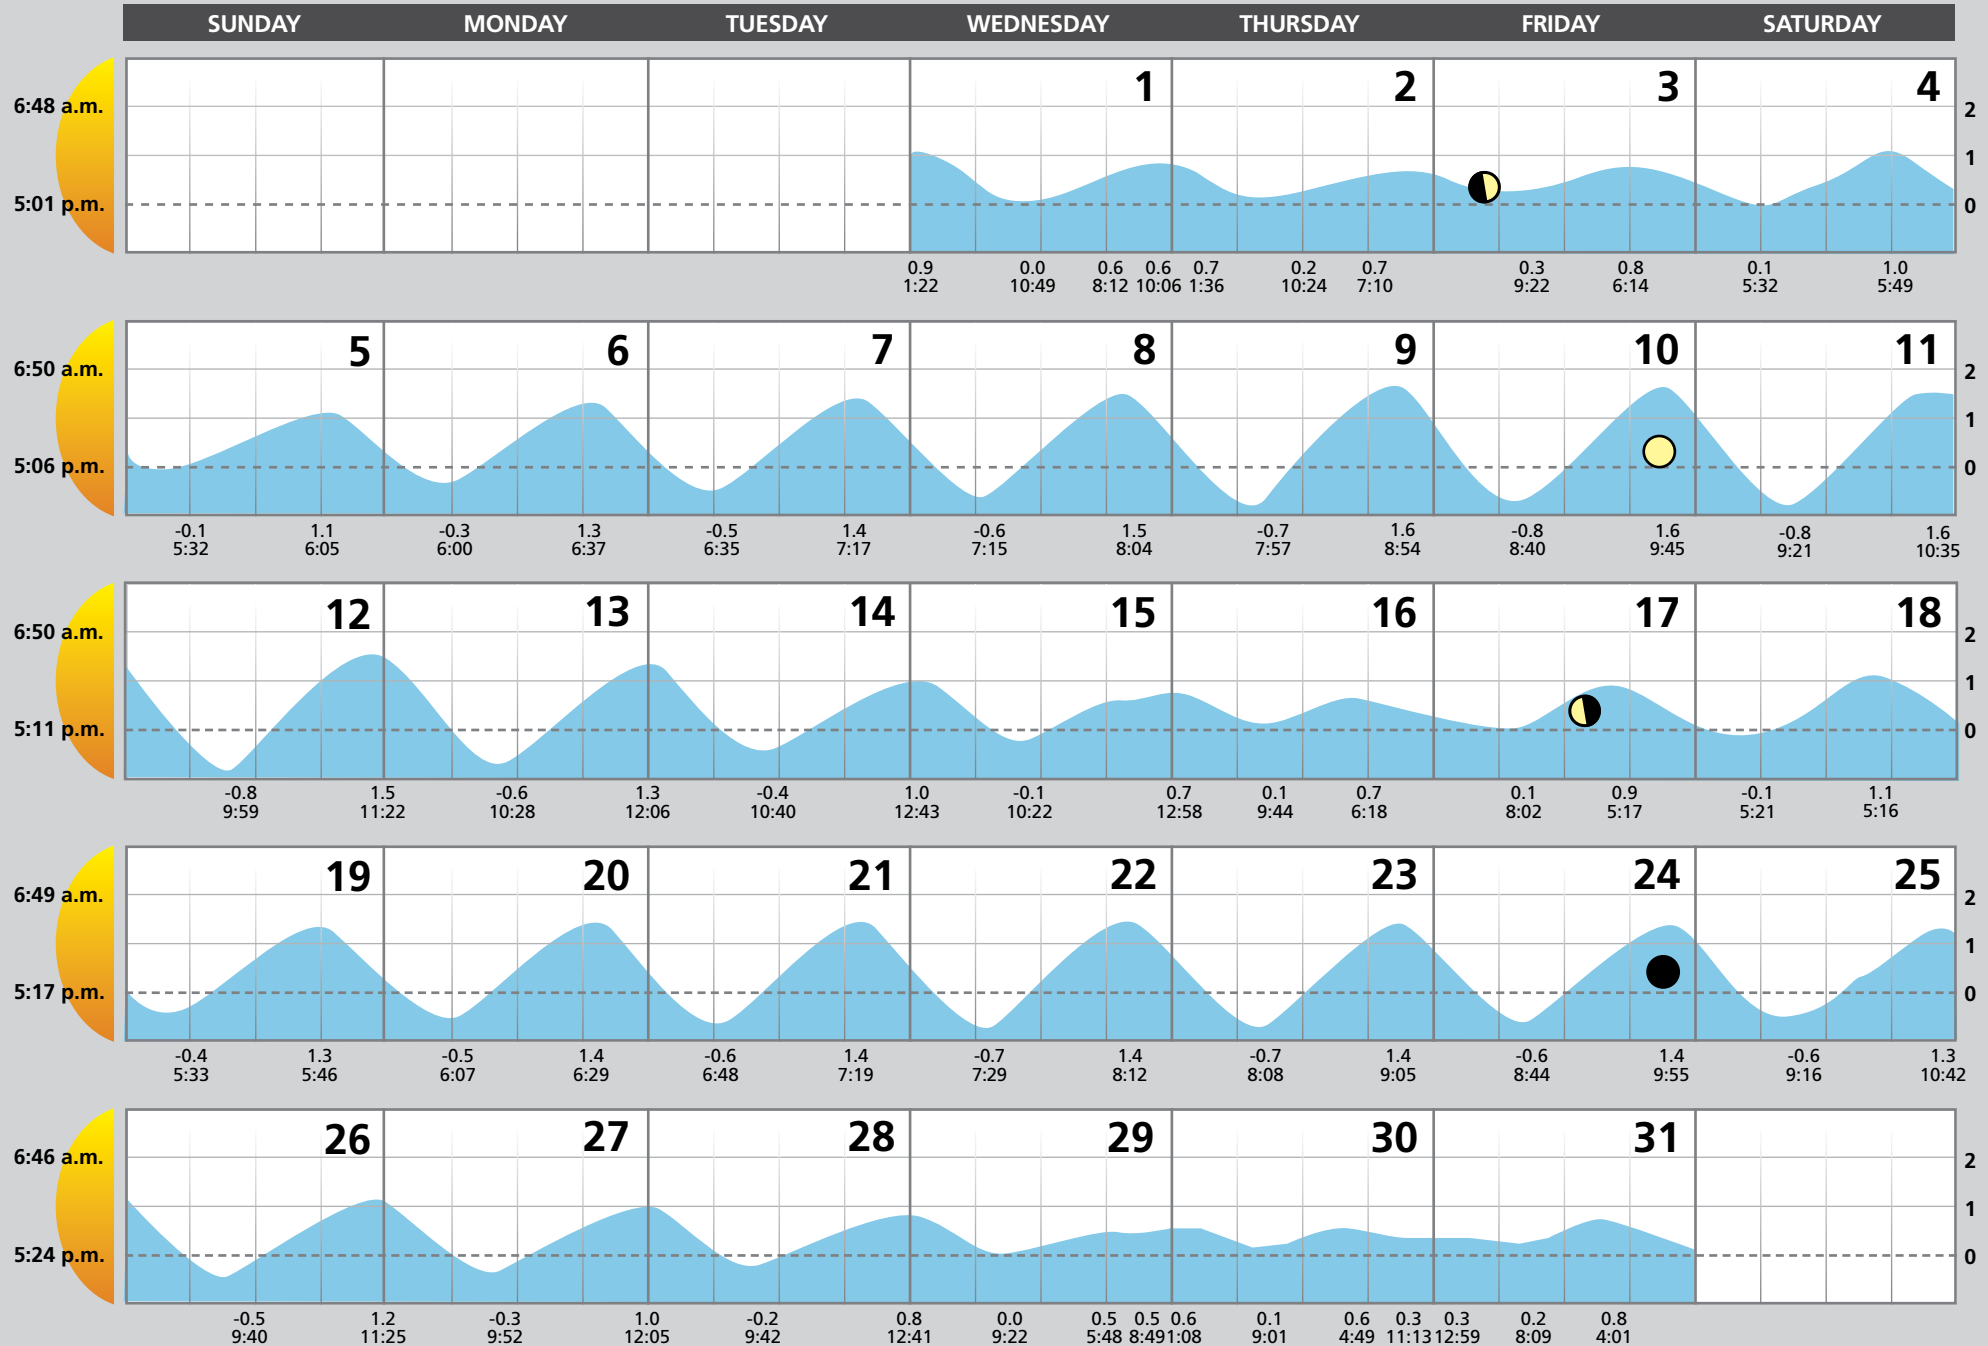 SUNDAY MONDAY TUESDAY WEDNESDAY THURSDAY FRIDAY SATURDAY
1 2 3 4
6:48 a.m. 2
1
5:01 p.m. 0
0.9 0.0 0.6 0.6 0.7 0.2 0.7 0.3 0.8 0.1 1.0
1:22 10:49 8:12 10:06 1:36 10:24 7:10 9:22 6:14 5:32 5:49
5 6 7 8 9 10 11
6:50 a.m. 2
1
5:06 p.m. 0
-0.1 1.1 -0.3 1.3 -0.5 1.4 -0.6 1.5 -0.7 1.6 -0.8 1.6 -0.8 1.6
5:32 6:05 6:00 6:37 6:35 7:17 7:15 8:04 7:57 8:54 8:40 9:45 9:21 10:35
12 13 14 15 16 17 18
6:50 a.m. 2
1
5:11 p.m. 0
-0.8 1.5 -0.6 1.3 -0.4 1.0 -0.1 0.7 0.1 0.7 0.1 0.9 -0.1 1.1
9:59 11:22 10:28 12:06 10:40 12:43 10:22 12:58 9:44 6:18 8:02 5:17 5:21 5:16
19 20 21 22 23 24 25
6:49 a.m. 2
1
5:17 p.m. 0
-0.4 1.3 -0.5 1.4 -0.6 1.4 -0.7 1.4 -0.7 1.4 -0.6 1.4 -0.6 1.3
5:33 5:46 6:07 6:29 6:48 7:19 7:29 8:12 8:08 9:05 8:44 9:55 9:16 10:42
26 27 28 29 30 31
6:46 a.m. 2
1
5:24 p.m. 0
-0.5 1.2 -0.3 1.0 -0.2 0.8 0.0 0.5 0.5 0.6 0.1 0.6 0.3 0.3 0.2 0.8
9:40 11:25 9:52 12:05 9:42 12:41 9:22 5:48 8:49 1:08 9:01 4:49 11:13 12:59 8:09 4:01